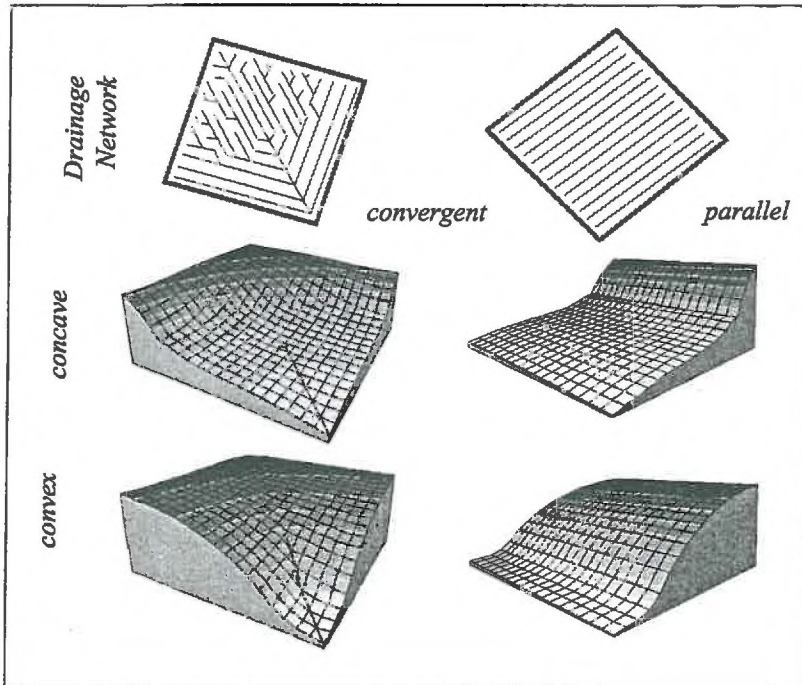 Drainage
Network
convergent
parallel
concave
convex